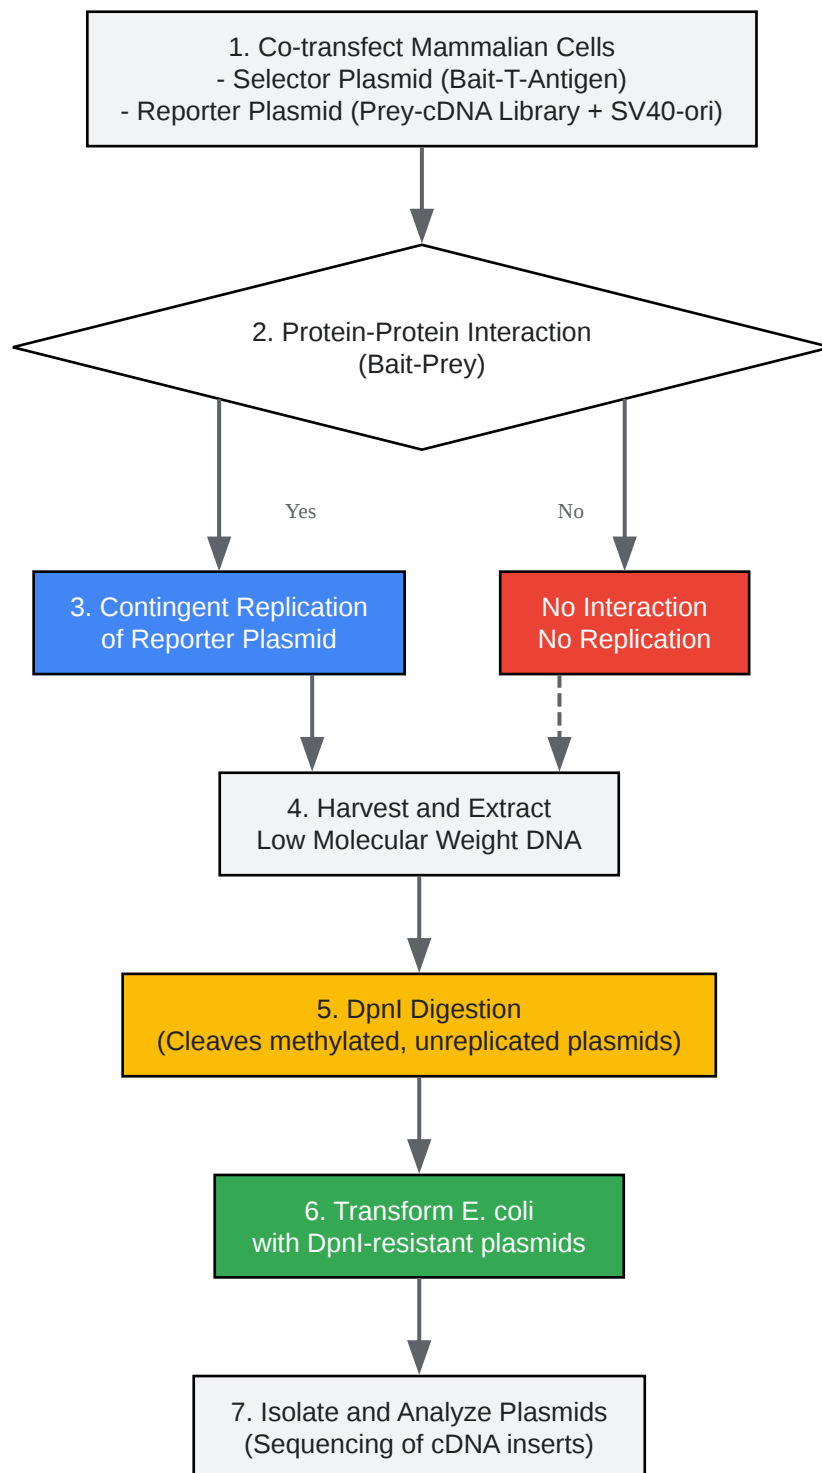 1. Co-transfect Mammalian Cells
- Selector Plasmid (Bait-T-Antigen)
- Reporter Plasmid (Prey-cDNA Library + SV40-ori)
2. Protein-Protein Interaction
(Bait-Prey)
Yes
No
3. Contingent Replication
of Reporter Plasmid
No Interaction
No Replication
4. Harvest and Extract
Low Molecular Weight DNA
5. DpnI Digestion
(Cleaves methylated, unreplicated plasmids)
6. Transform E. coli
with DpnI-resistant plasmids
7. Isolate and Analyze Plasmids
(Sequencing of cDNA inserts)